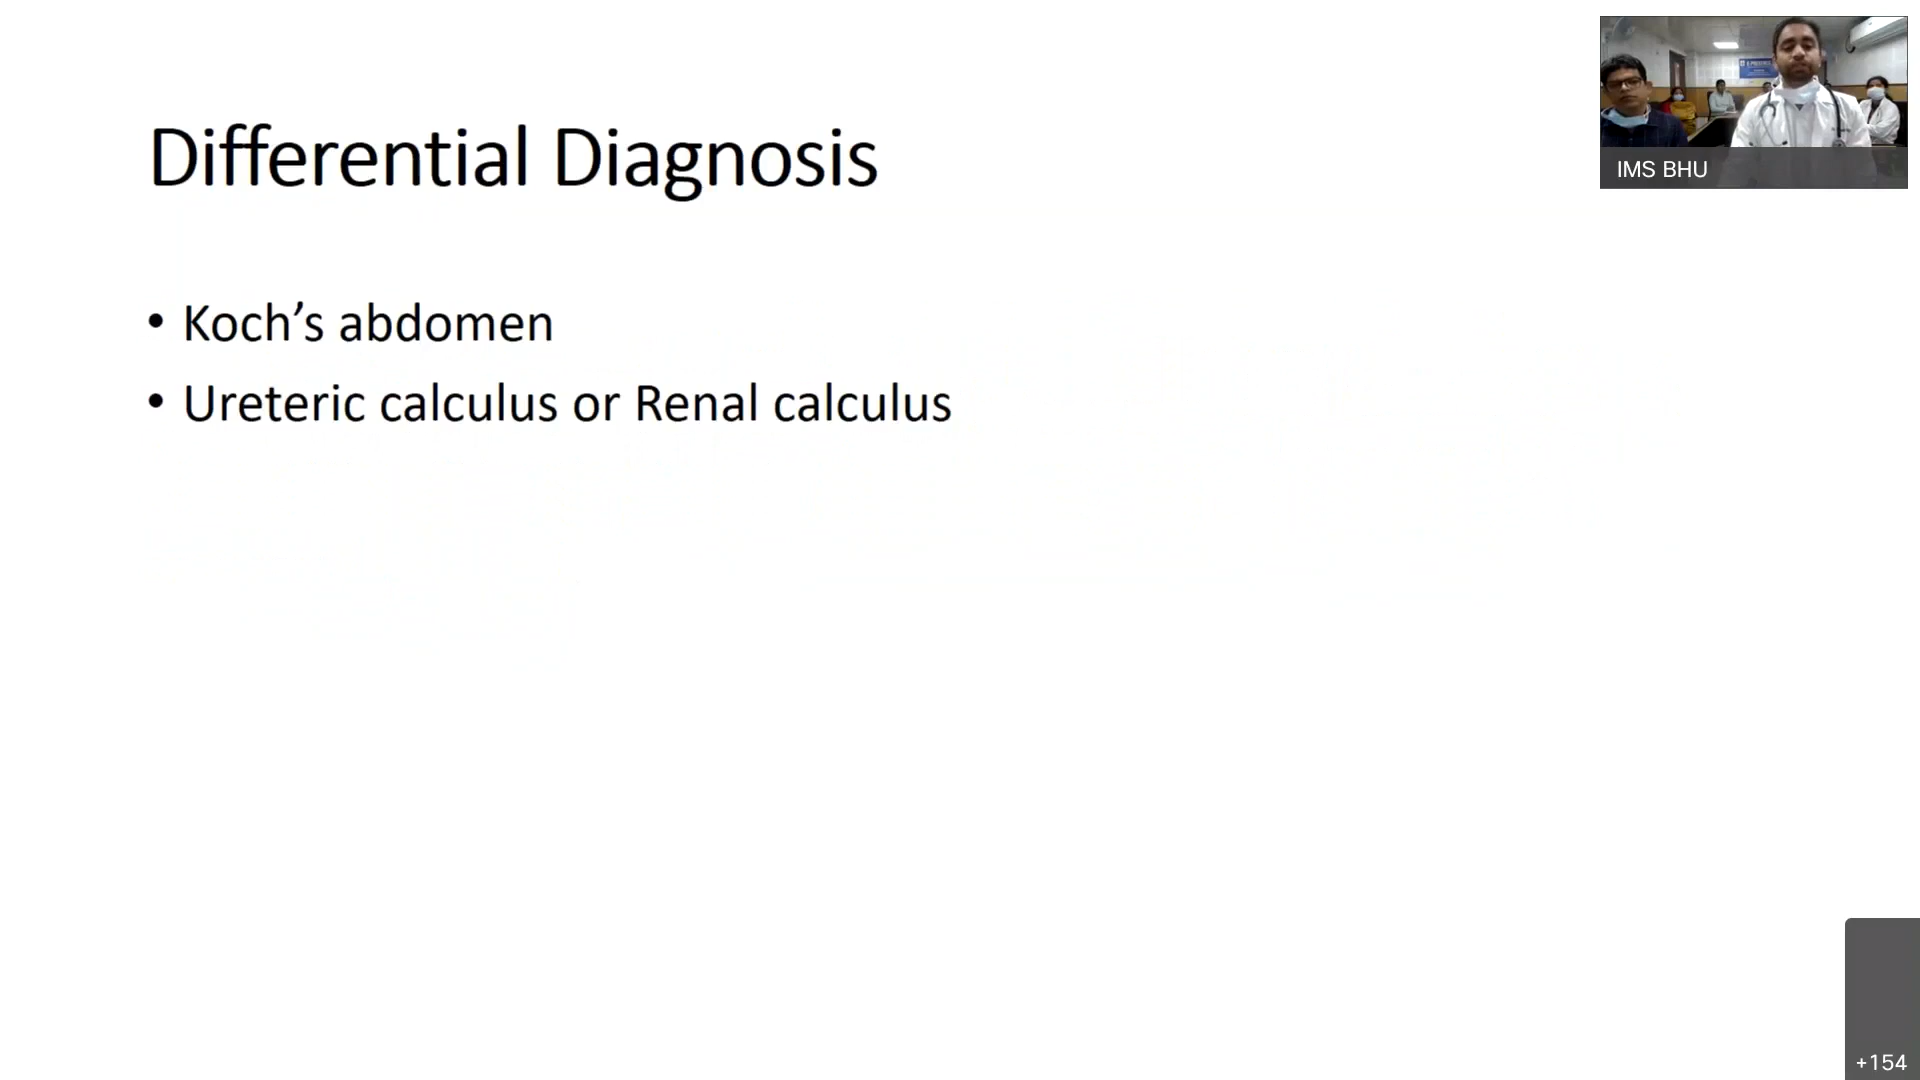 Differential Diagnosis
• Koch’s abdomen
• Ureteric calculus or Renal calculus
IMS BHU
+154